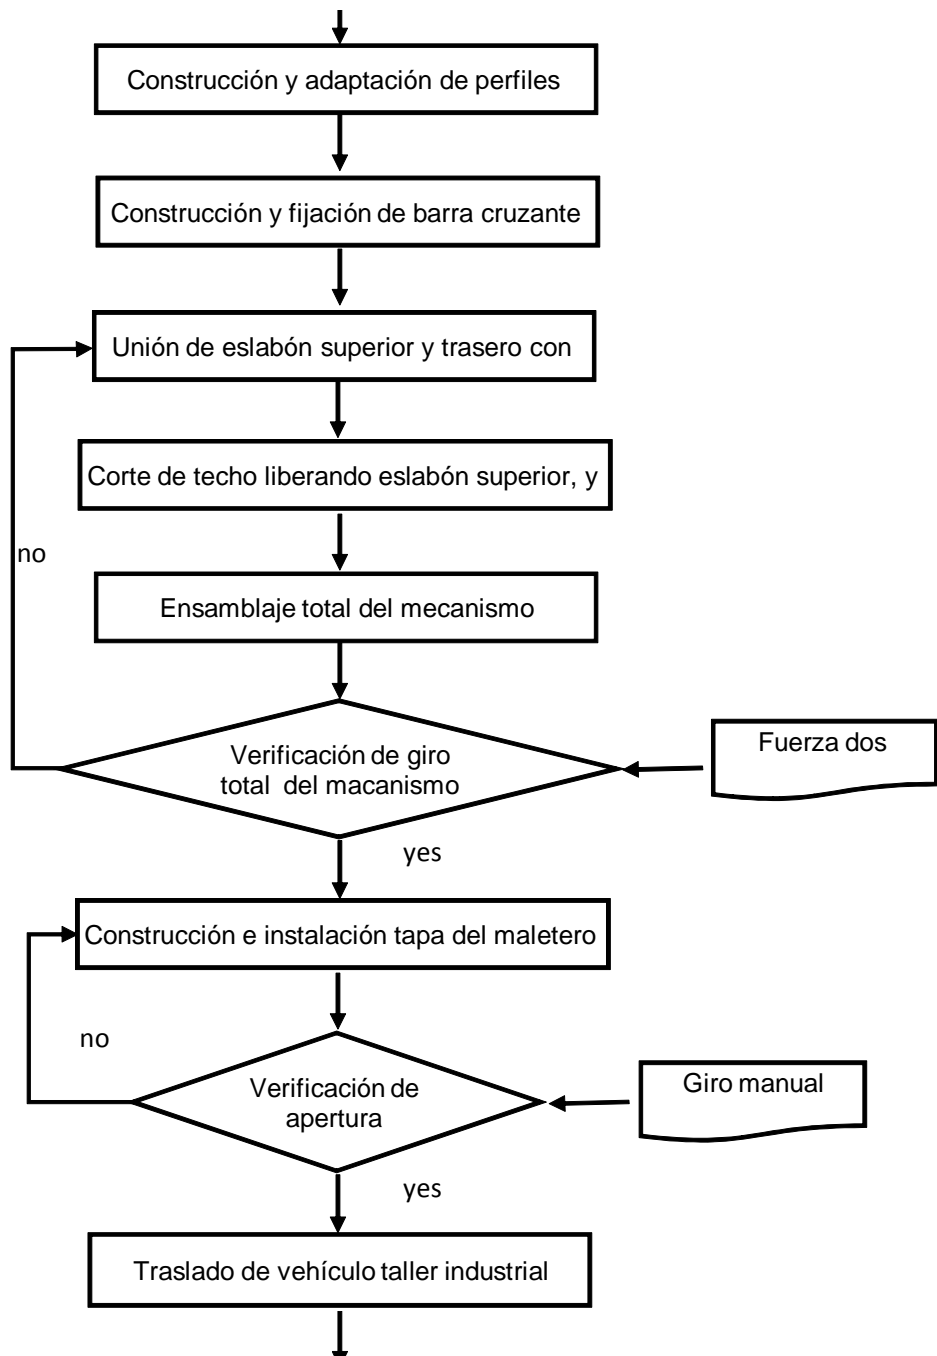 Construcción y adaptación de perfiles
Construcción y fijación de barra cruzante
Unión de eslabón superior y trasero con
Corte de techo liberando eslabón superior, y
no
Ensamblaje total del mecanismo
Verificación de giro
total del macanismo
Fuerza dos
yes
Construcción e instalación tapa del maletero
no
Verificación de
apertura
Giro manual
yes
Traslado de vehículo taller industrial